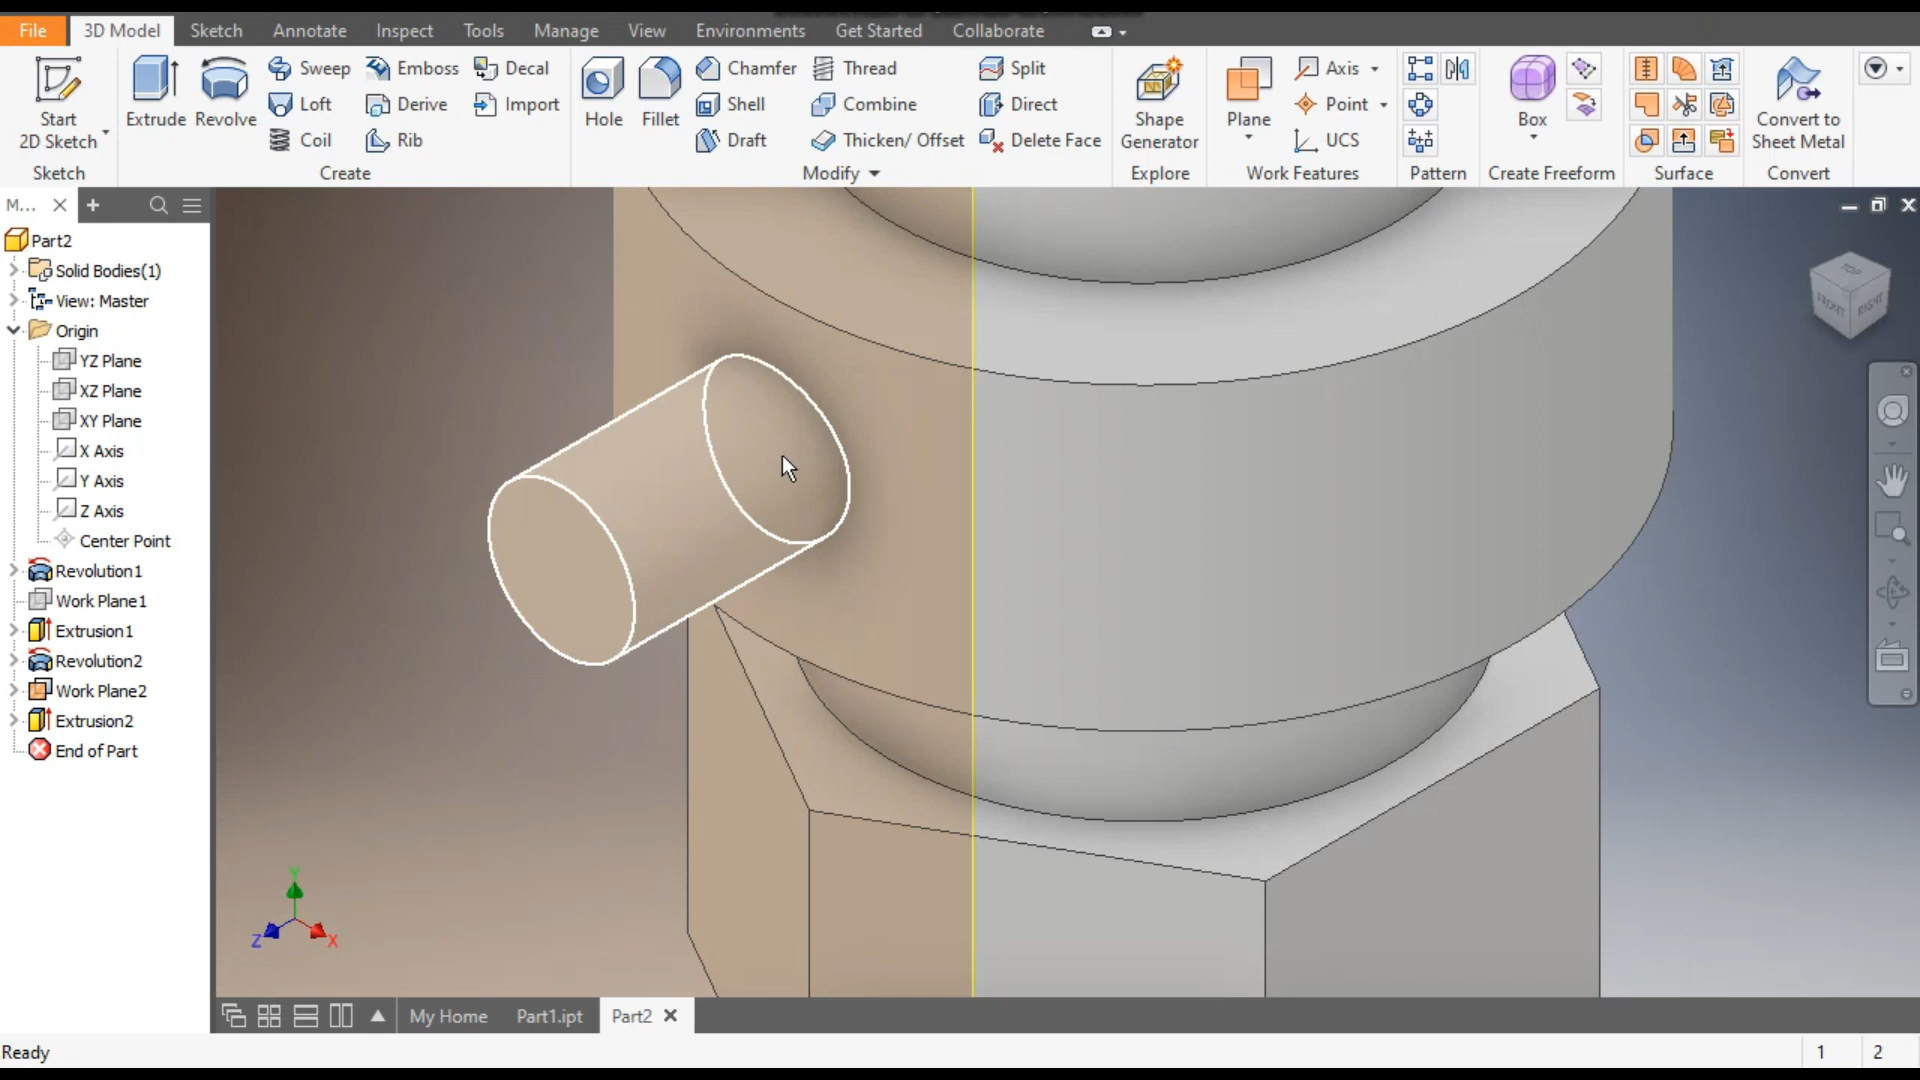 File 3D Model Sketch Annotate Inspect Tools Manage View Environments Get Started Collaborate
Start
2D Sketch
Extrude
Revolve
Sweep
Loft
Coil
Emboss
Derive
Rib
Decal
Import
Hole
Fillet
Chamfer
Shell
Draft
Thread
Combine
Thicken/ Offset
Split
Direct
Delete Face
Shape
Generator
Plane
Axis
Point
UCS
Box
Convert to
Sheet Metal
Sketch Create Modify Explore Work Features Pattern Create Freeform Surface Convert
M...
Part2
Solid Bodies(1)
View: Master
Origin
YZ Plane
XZ Plane
XY Plane
X Axis
Y Axis
Z Axis
Center Point
Revolution1
Work Plane1
Extrusion1
Revolution2
Work Plane2
Extrusion2
End of Part
TOP
FRONT
RIGHT
Y
Z
X
My Home Part1.ipt Part2
Ready
1 2